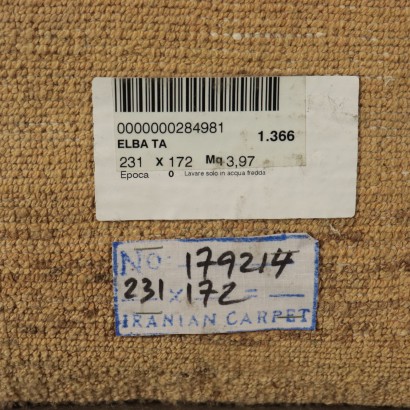 0000000284981
ELBA TA 1.366
231 x 172 Mq 3,97
Epoca 0 Lavare solo in acqua fredda
No 179214
231 x 172
IRANIAN CARPET